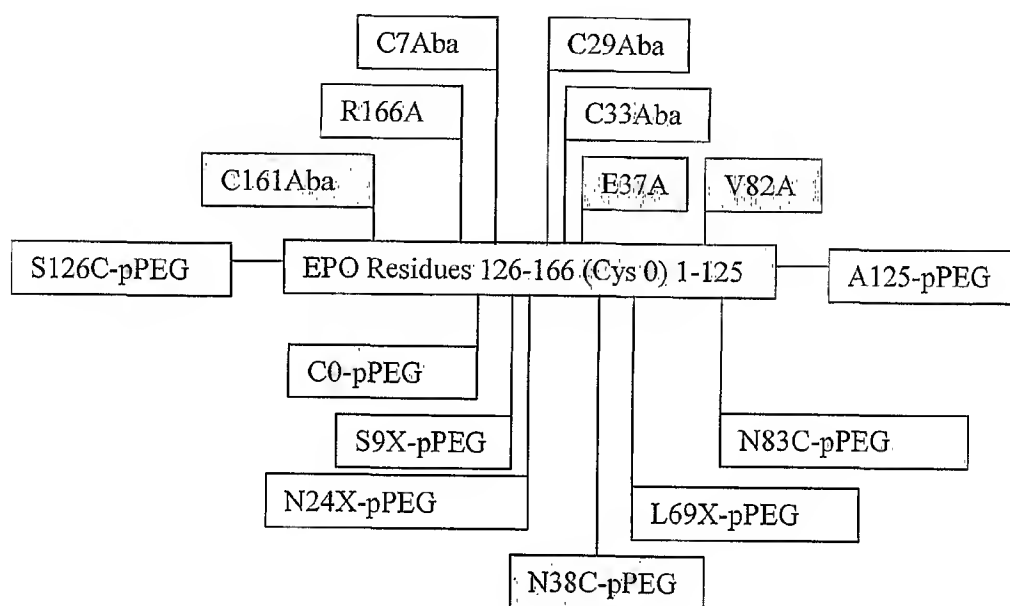 C7Aba
C29Aba
R166A
C33Aba
C161Aba
E37A
V82A
S126C-pPEG
EPO Residues 126-166 (Cys 0) 1-125
A125-pPEG
C0-pPEG
S9X-pPEG
N83C-pPEG
N24X-pPEG
L69X-pPEG
N38C-pPEG